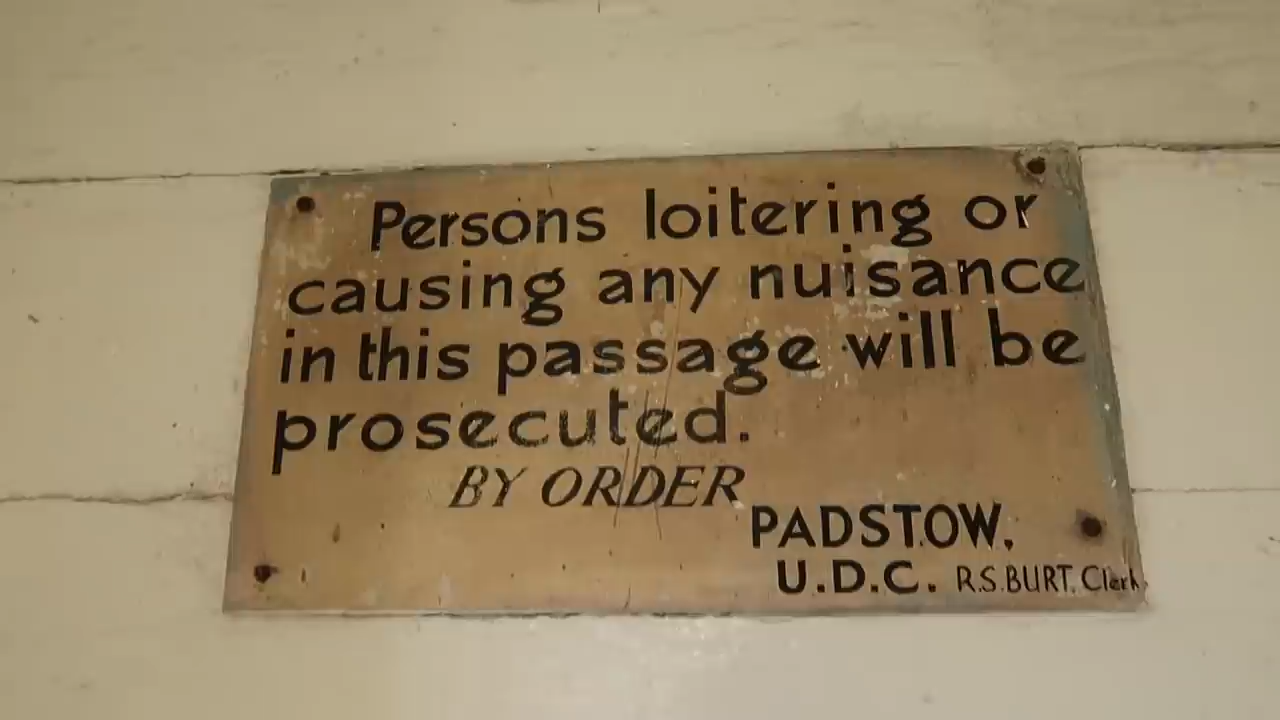 Persons loitering or
causing any nuisance
in this passage will be
prosecuted.
BY ORDER
PADSTOW.
U.D.C. R.S.BURT. Clerk